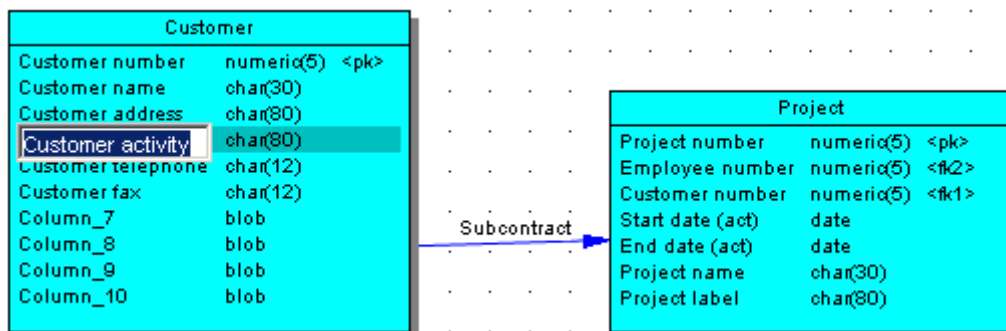 Customer
Customer number numeric(5) <pk>
Customer name char(30)
Customer address char(80)
Customer activity char(80)
Customer telephone char(12)
Customer fax char(12)
Column_7 blob
Column_8 blob
Column_9 blob
Column_10 blob
Subcontract
Project
Project number numeric(5) <pk>
Employee number numeric(5) <fk2>
Customer number numeric(5) <fk1>
Start date (act) date
End date (act) date
Project name char(30)
Project label char(80)